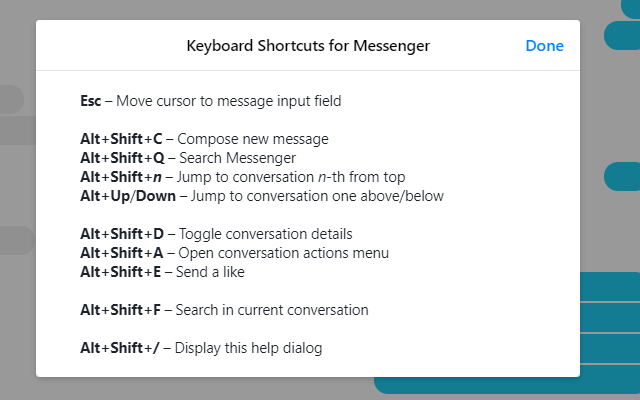 Keyboard Shortcuts for Messenger
Done
Esc – Move cursor to message input field
Alt+Shift+C – Compose new message
Alt+Shift+Q – Search Messenger
Alt+Shift+n – Jump to conversation n-th from top
Alt+Up/Down – Jump to conversation one above/below
Alt+Shift+D – Toggle conversation details
Alt+Shift+A – Open conversation actions menu
Alt+Shift+E – Send a like
Alt+Shift+F – Search in current conversation
Alt+Shift+/ – Display this help dialog